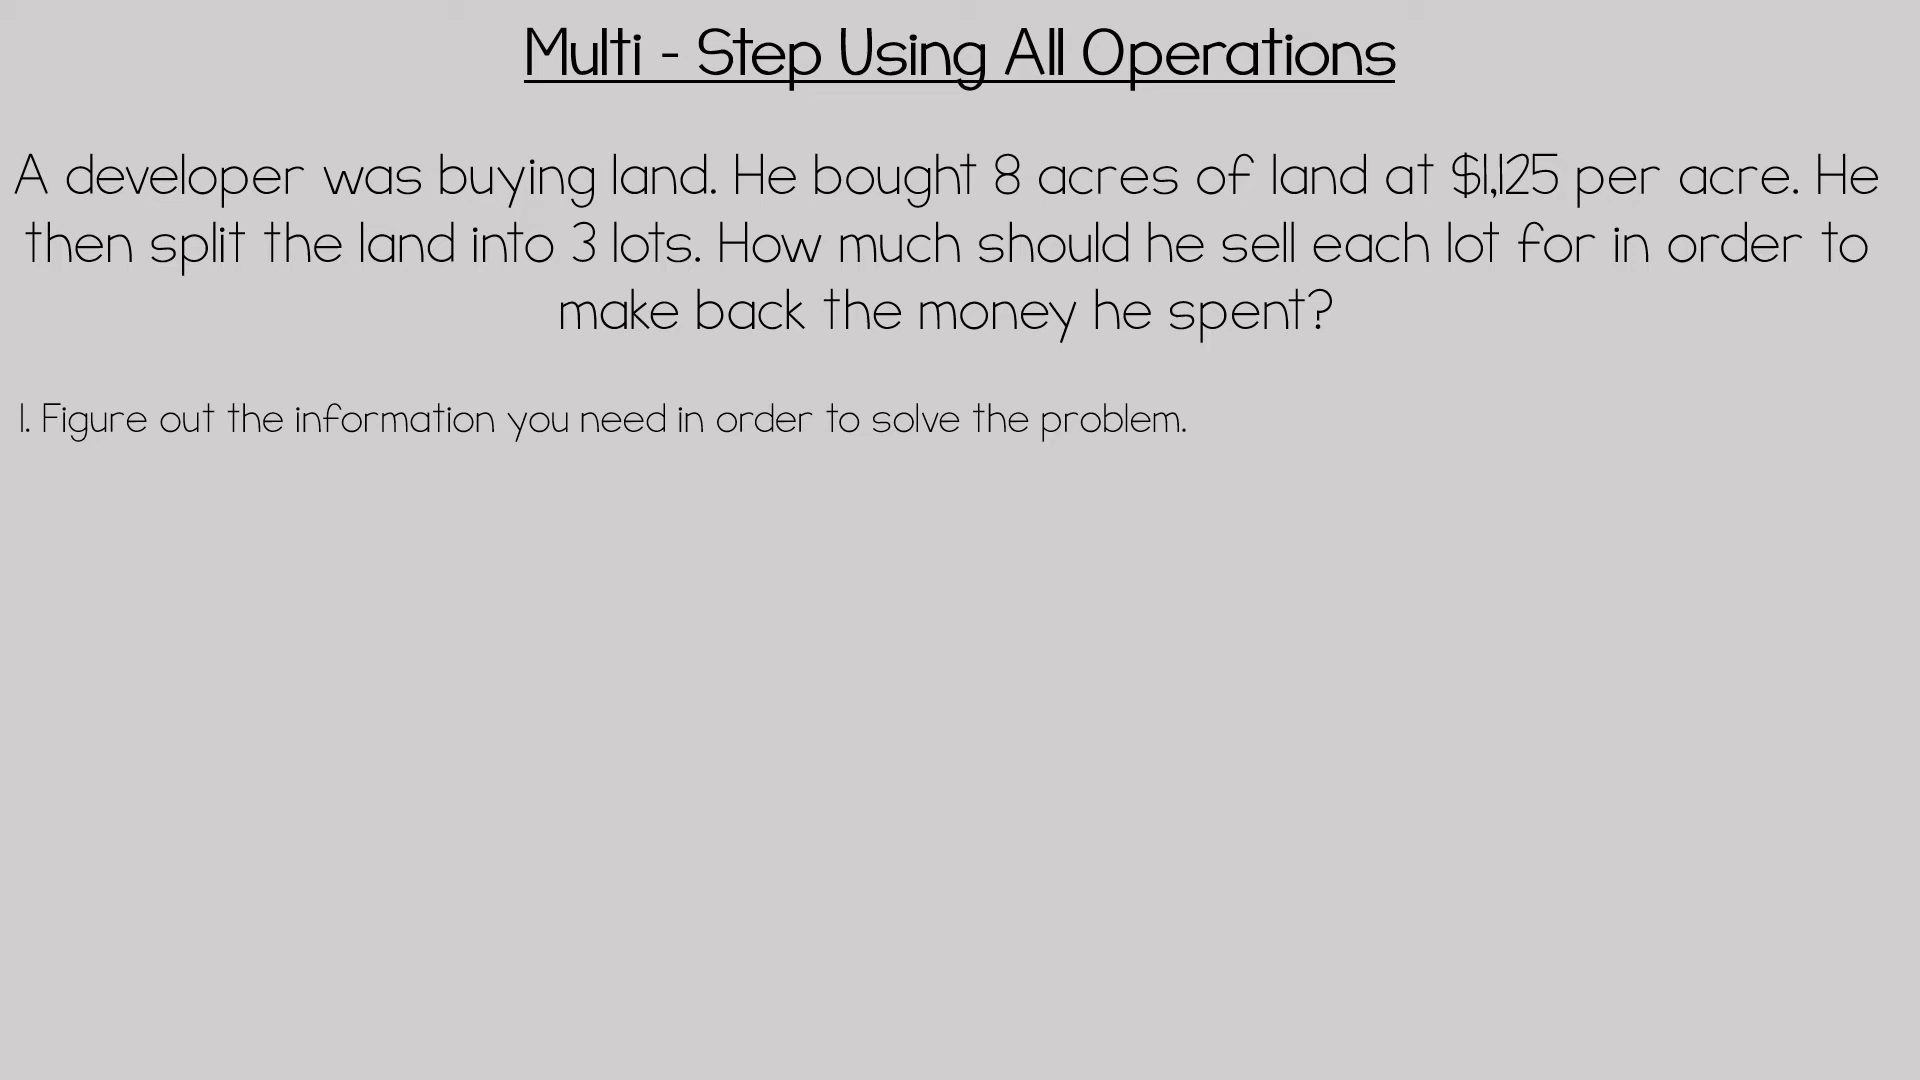 Multi - Step Using All Operations
A developer was buying land. He bought 8 acres of land at $1,125 per acre. He
then split the land into 3 lots. How much should he sell each lot for in order to
make back the money he spent?
1. Figure out the information you need in order to solve the problem.